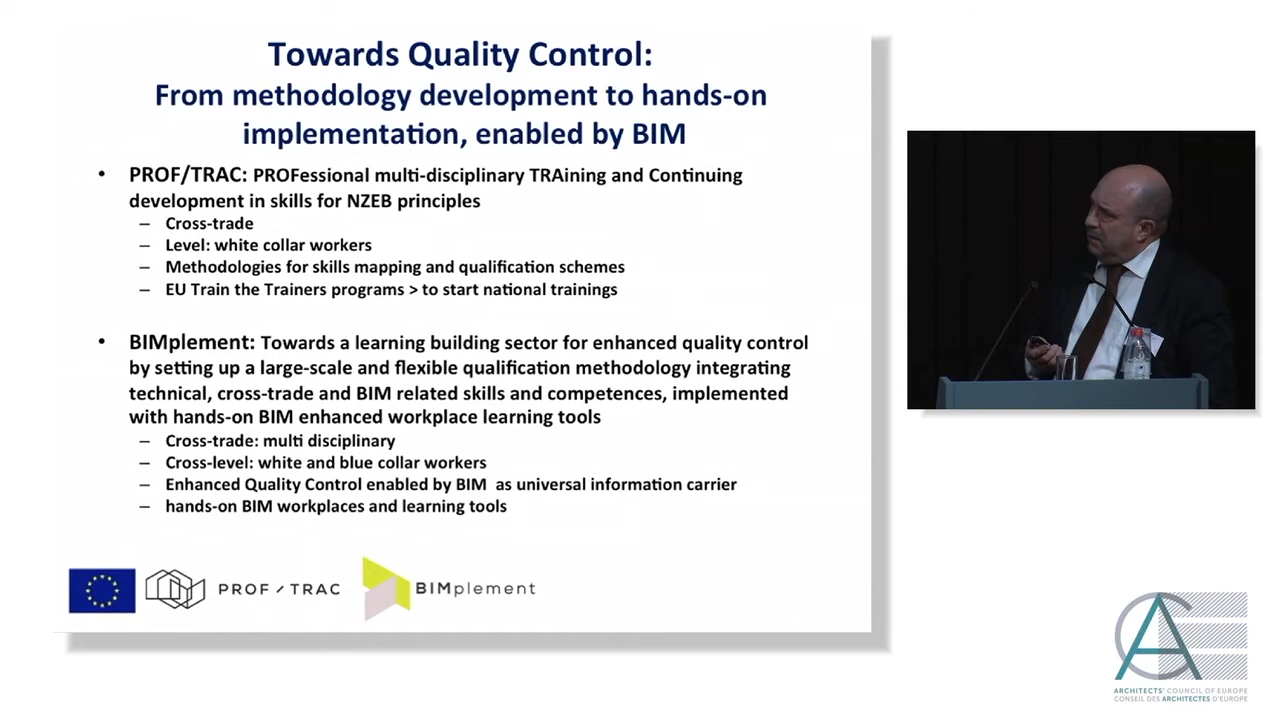 Towards Quality Control:
From methodology development to hands-on
implementation, enabled by BIM
• PROF/TRAC: PROFessional multi-disciplinary TRAining and Continuing
development in skills for NZEB principles
– Cross-trade
– Level: white collar workers
– Methodologies for skills mapping and qualification schemes
– EU Train the Trainers programs > to start national trainings
• BIMplement: Towards a learning building sector for enhanced quality control
by setting up a large-scale and flexible qualification methodology integrating
technical, cross-trade and BIM related skills and competences, implemented
with hands-on BIM enhanced workplace learning tools
– Cross-trade: multi disciplinary
– Cross-level: white and blue collar workers
– Enhanced Quality Control enabled by BIM as universal information carrier
– hands-on BIM workplaces and learning tools
PROF / TRAC
BIMplement
ACE
ARCHITECTS' COUNCIL OF EUROPE
CONSEIL DES ARCHITECTES D'EUROPE